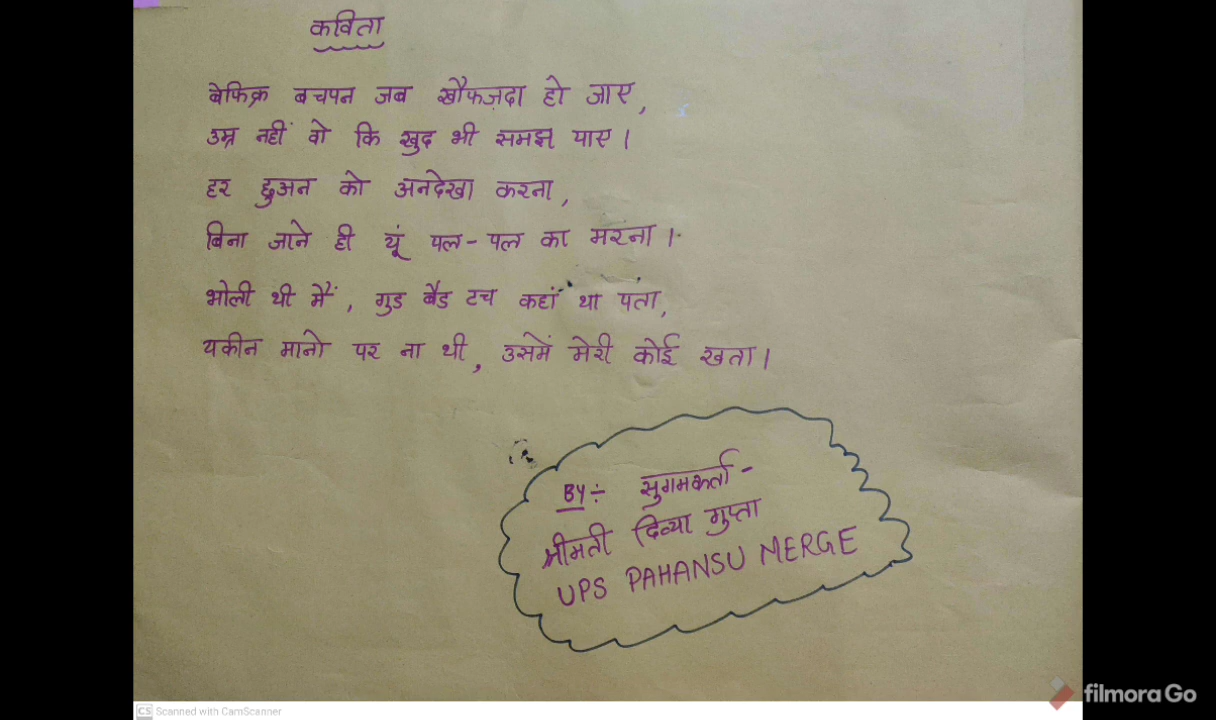 कविता
बेफिक्र बचपन जब खौफज़दा हो जाए,
उम्र नहीं वो कि खुद भी समझ पाए।
हर छुअन को अनदेखा करना,
बिना जाने ही यूं पल-पल का मरना।
भोली थी मैं, गुड बैड टच कहां था पता,
यकीन मानो पर ना थी, उसमें मेरी कोई खता।
BY:- सुगमकर्ता-
श्रीमती दिव्या गुप्ता
UPS PAHANSU MERGE
CS Scanned with CamScanner
filmoraGo